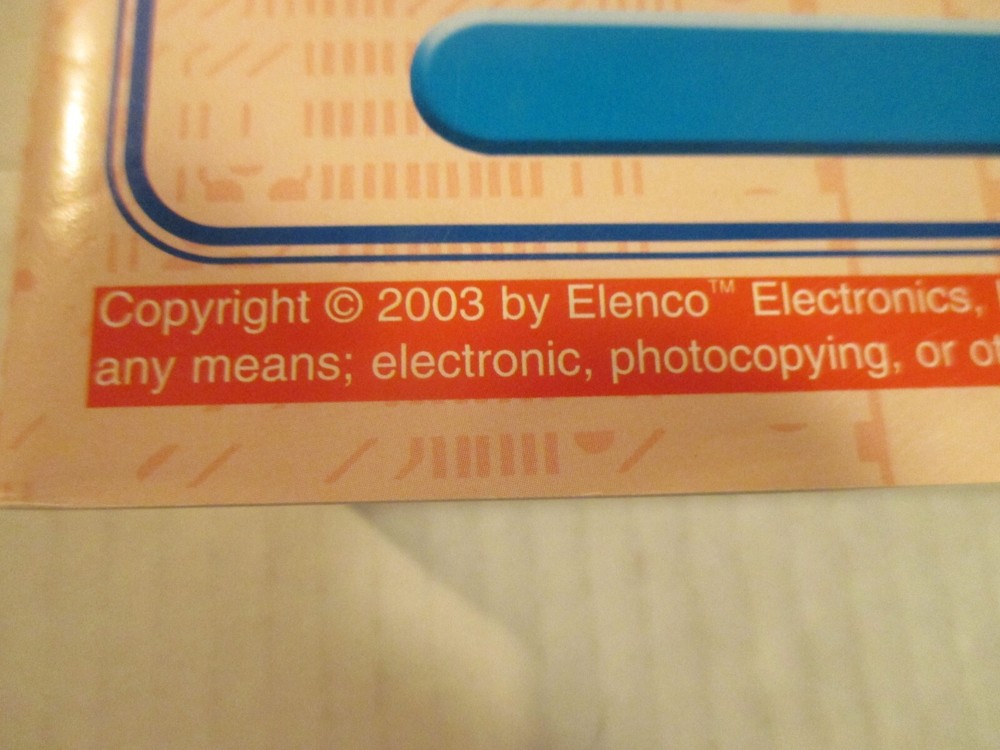 Copyright © 2003 by Elenco™ Electronics,
any means; electronic, photocopying, or